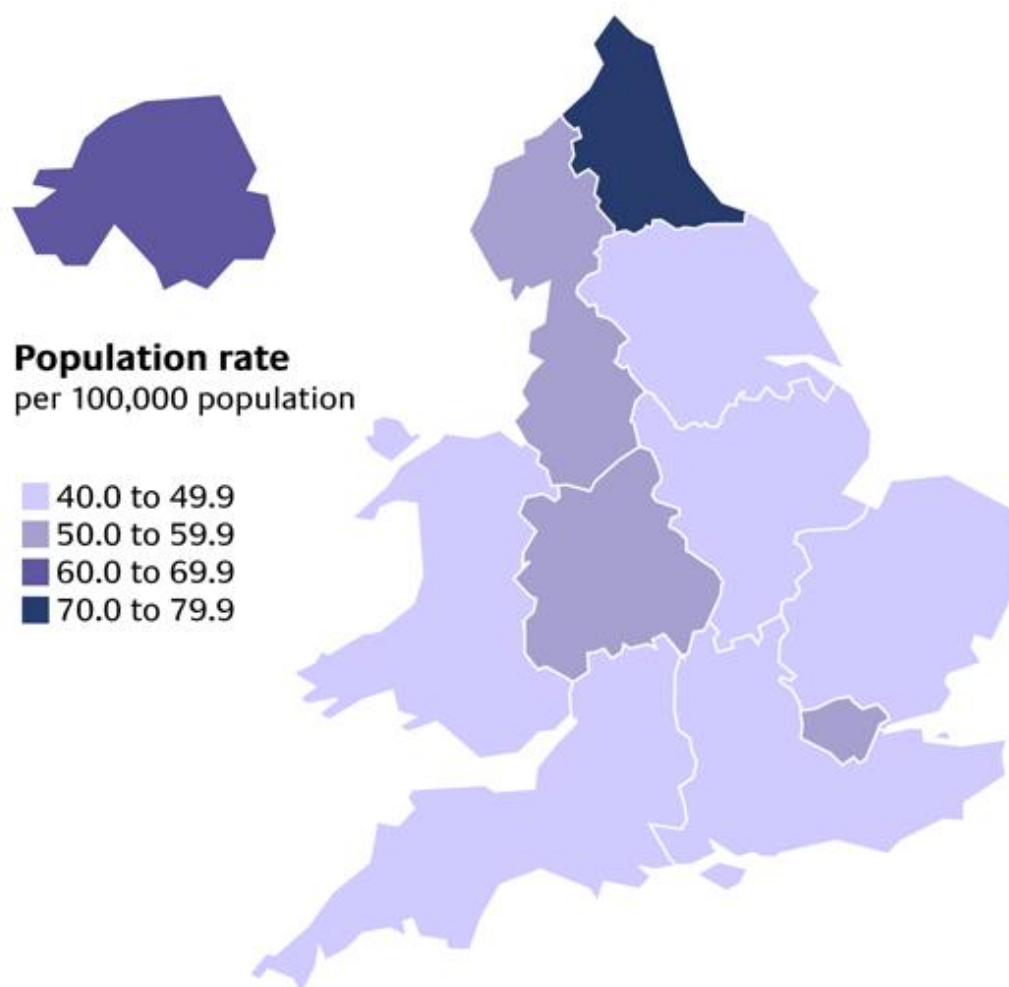 Population rate
per 100,000 population
40.0 to 49.9
50.0 to 59.9
60.0 to 69.9
70.0 to 79.9